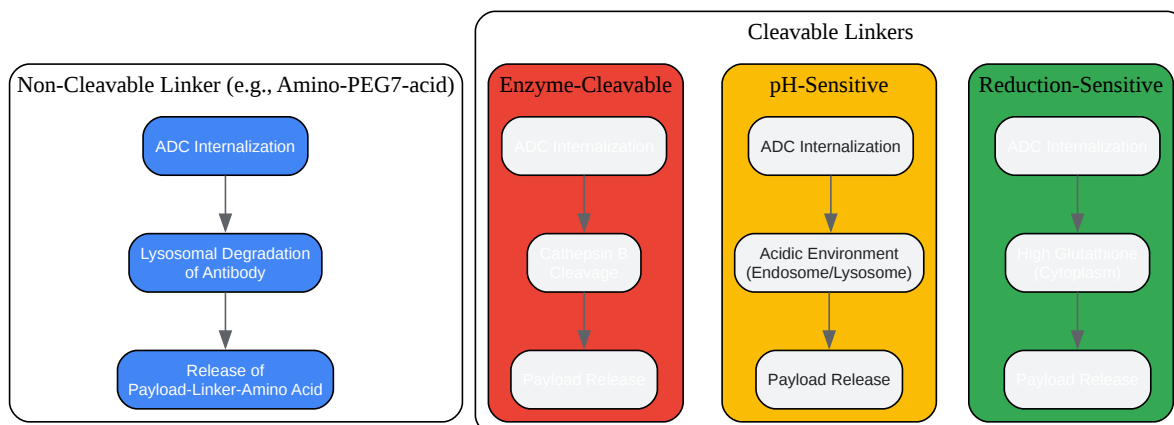 Cleavable Linkers
Non-Cleavable Linker (e.g., Amino-PEG7-acid)
ADC Internalization
Lysosomal Degradation
of Antibody
Release of
Payload-Linker-Amino Acid
Enzyme-Cleavable
ADC Internalization
Cathepsin B
Cleavage
Payload Release
pH-Sensitive
ADC Internalization
Acidic Environment
(Endosome/Lysosome)
Payload Release
Reduction-Sensitive
ADC Internalization
High Glutathione
(Cytoplasm)
Payload Release